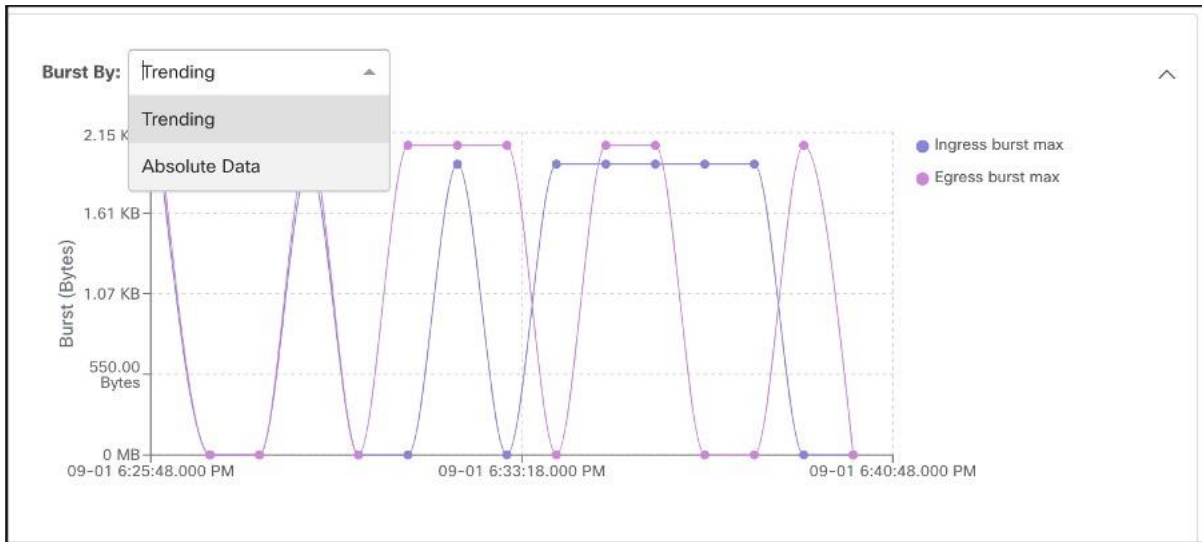 Burst By: Trending
Trending
Absolute Data
2.15 K
1.61 KB
1.07 KB
550.00
Bytes
0 MB
Burst (Bytes)
09-01 6:25:48.000 PM
09-01 6:33:18.000 PM
09-01 6:40:48.000 PM
Ingress burst max
Egress burst max